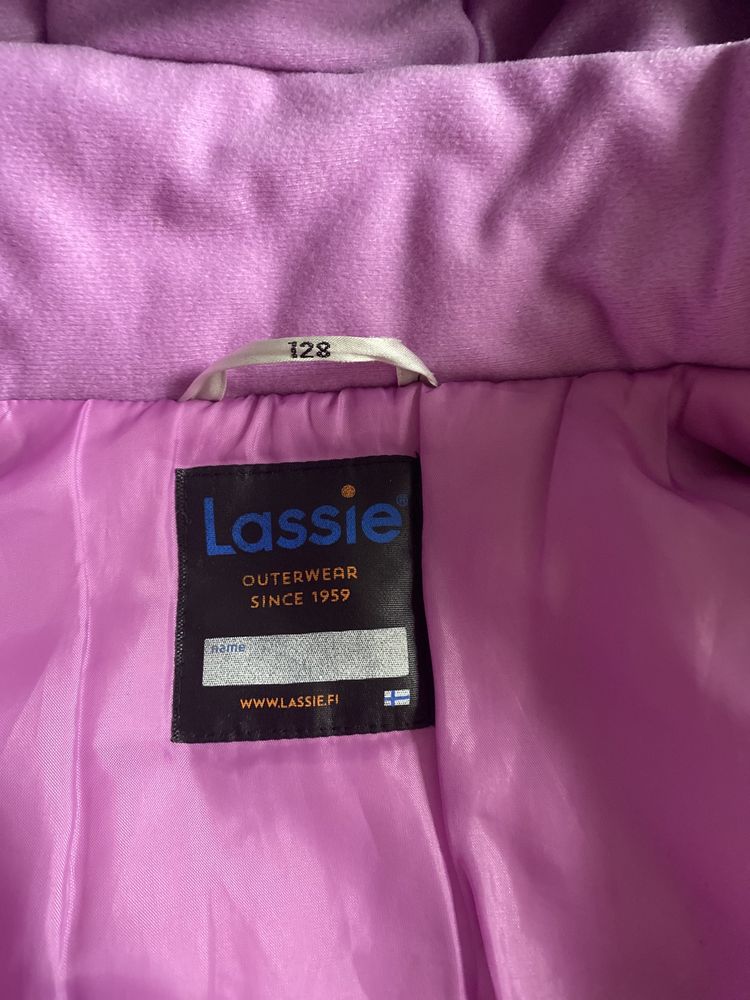 128
Lassie®
OUTERWEAR
SINCE 1959
name
WWW.LASSIE.FI